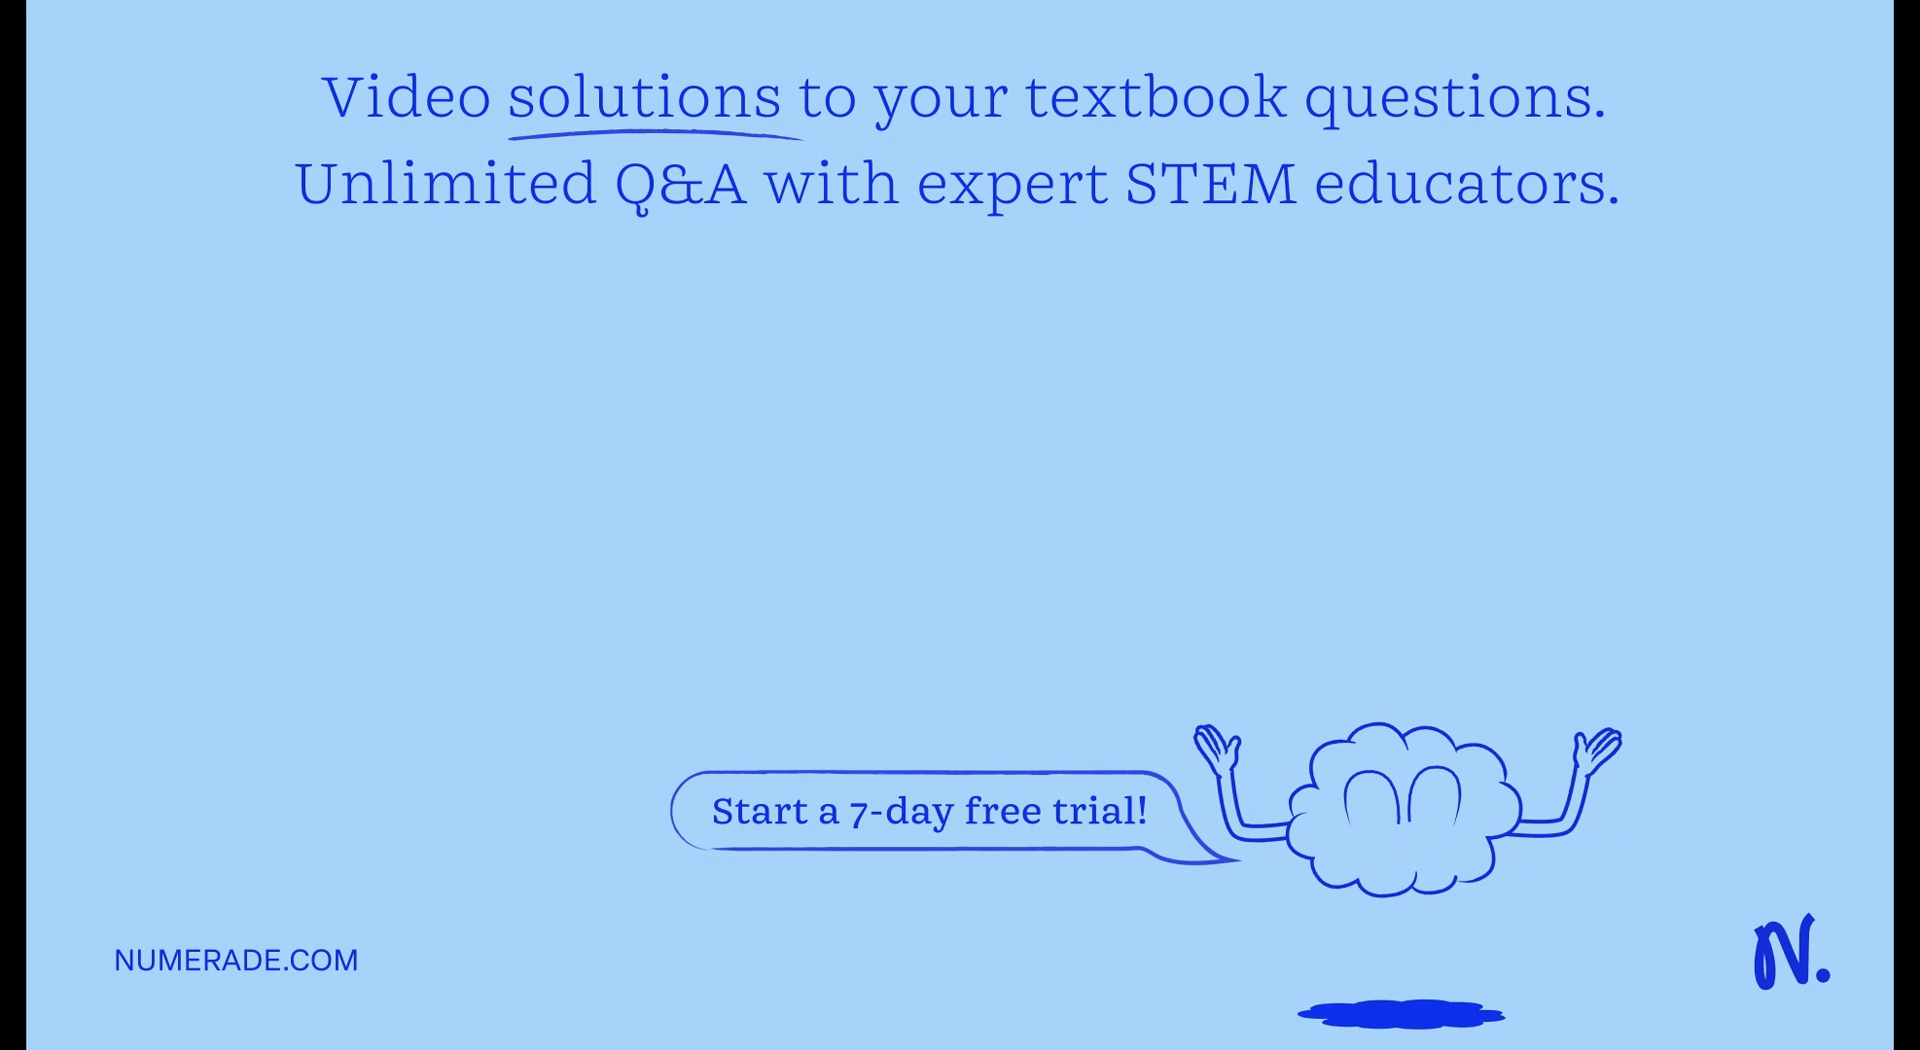 Video solutions to your textbook questions.
Unlimited Q&A with expert STEM educators.
Start a 7-day free trial!
NUMERADE.COM
N.